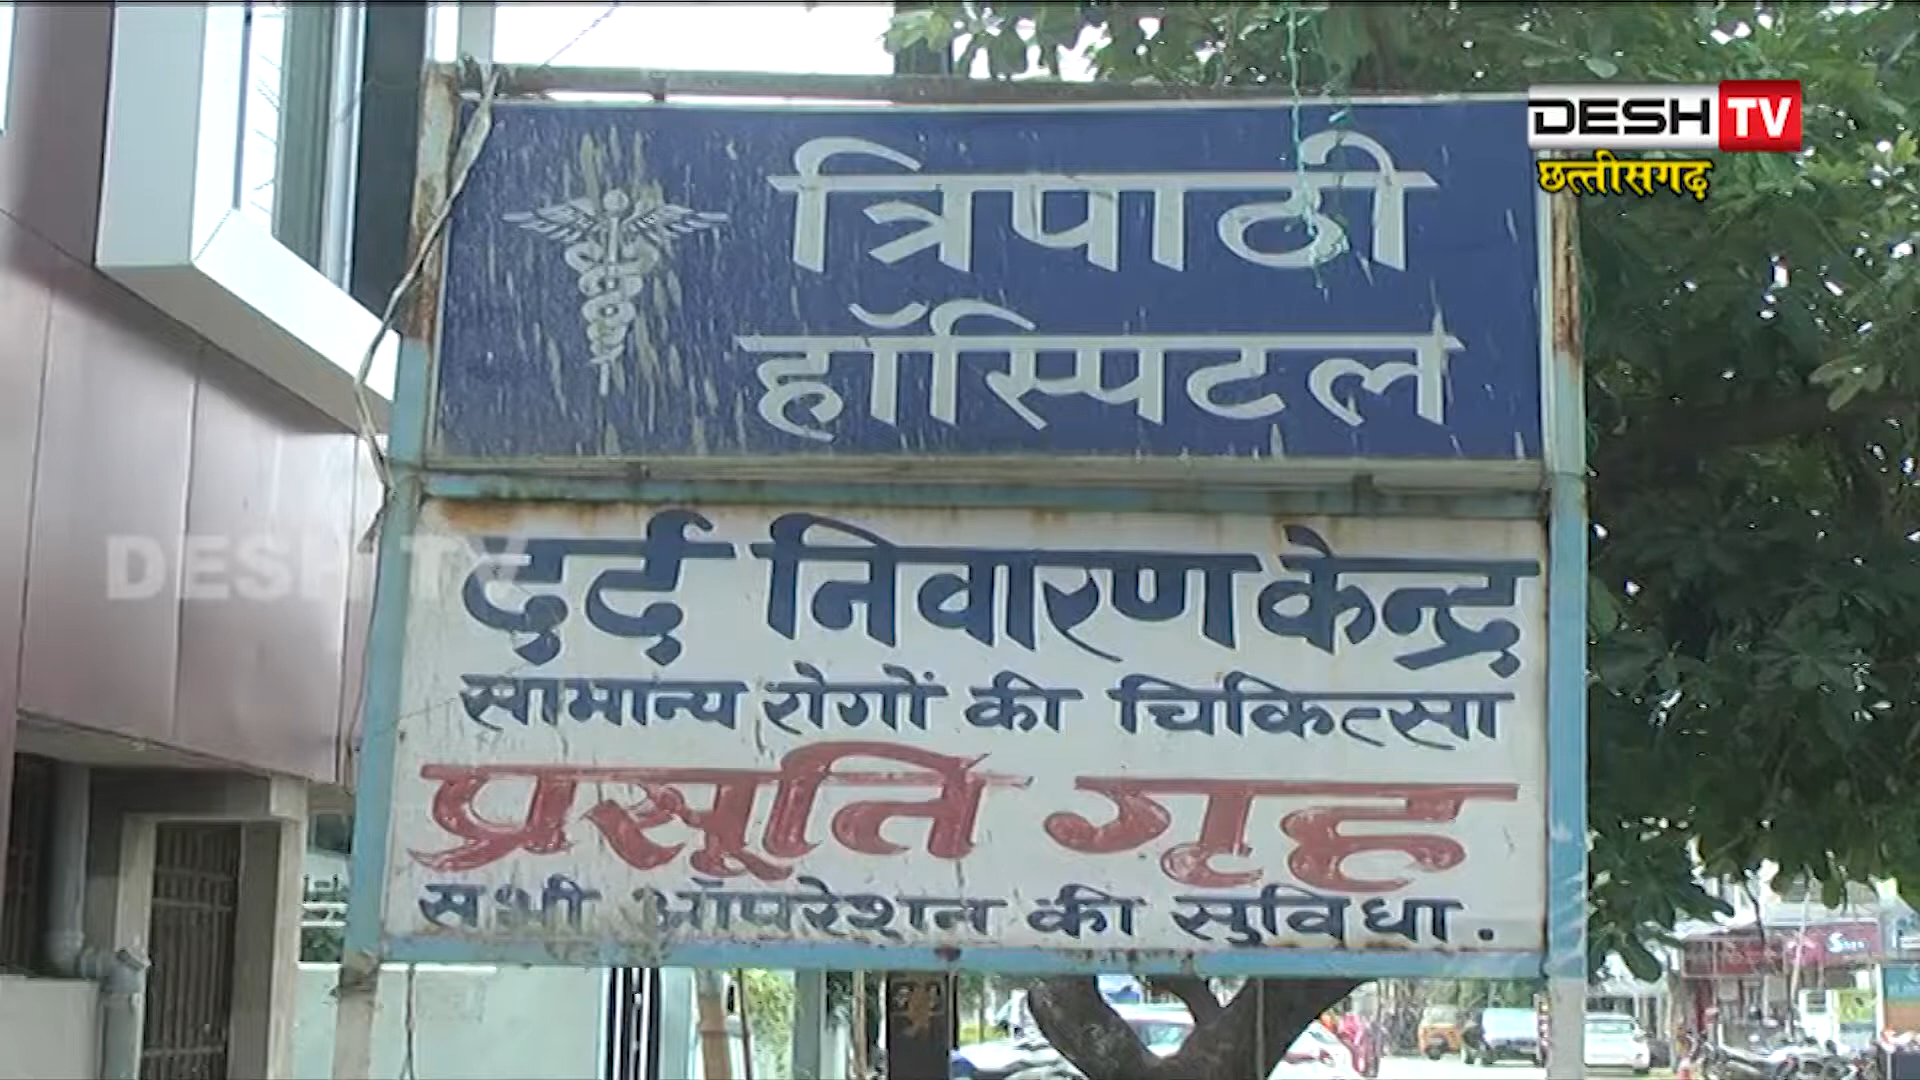 DESH TV
छत्तीसगढ़
त्रिपाठी
हॉस्पिटल
दर्द निवारण केन्द्र
सामान्य रोगों की चिकित्सा
प्रसूति गृह
सभी ऑपरेशन की सुविधा.
DESH TV